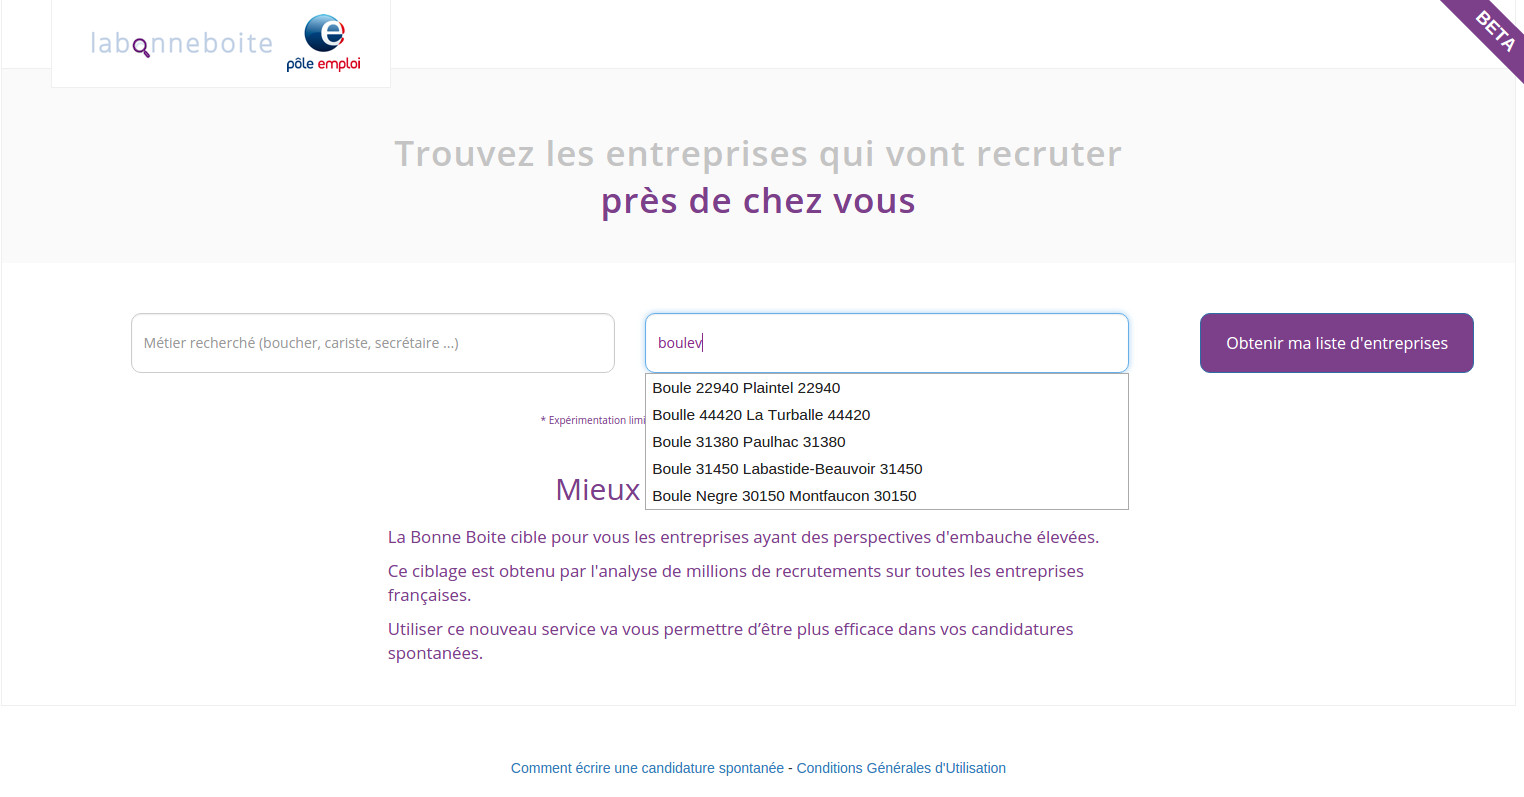 labonneboite
pôle emploi
BETA
Trouvez les entreprises qui vont recruter
près de chez vous
Métier recherché (boucher, cariste, secrétaire ...)
boulev
Obtenir ma liste d'entreprises
Boule 22940 Plaintel 22940
Boulle 44420 La Turballe 44420
Boule 31380 Paulhac 31380
Boule 31450 Labastide-Beauvoir 31450
Boule Negre 30150 Montfaucon 30150
* Expérimentation
Mieux
La Bonne Boite cible pour vous les entreprises ayant des perspectives d'embauche élevées.
Ce ciblage est obtenu par l'analyse de millions de recrutements sur toutes les entreprises
françaises.
Utiliser ce nouveau service va vous permettre d’être plus efficace dans vos candidatures
spontanées.
Comment écrire une candidature spontanée - Conditions Générales d'Utilisation